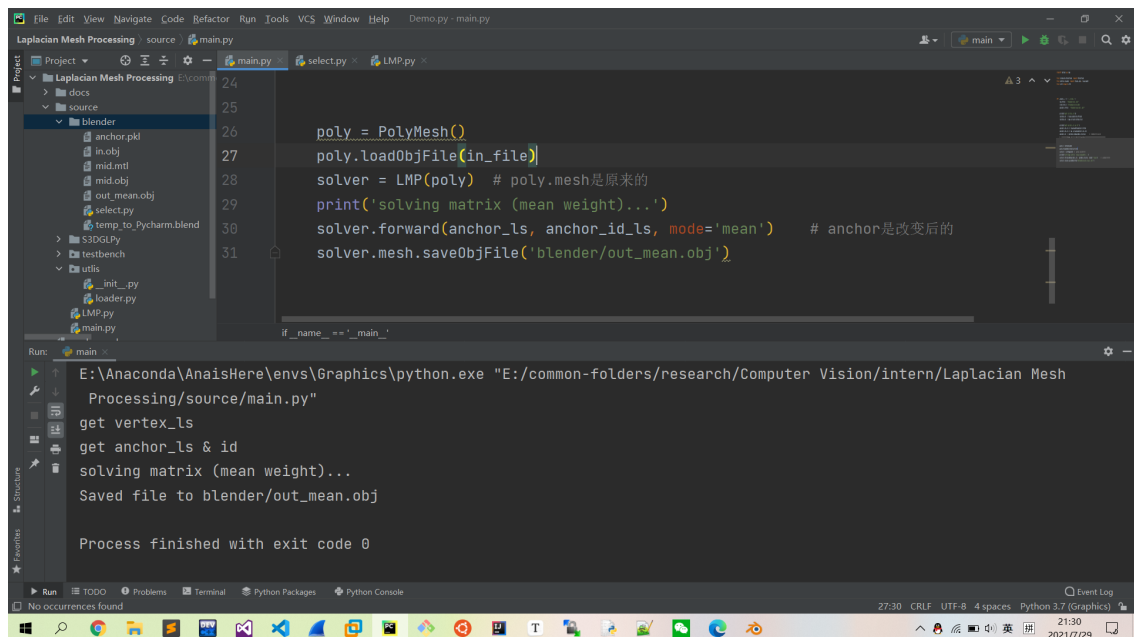 File Edit View Navigate Code Refactor Run Tools VCS Window Help Demo.py - main.py
Laplacian Mesh Processing source main.py main
Project main.py select.py LMP.py
Laplacian Mesh Processing E:\comm
docs
source
blender
anchor.pkl
in.obj
mid.mtl
mid.obj
out_mean.obj
select.py
temp_to_Pycharm.blend
S3DGLPy
testbench
utlis
__init__.py
loader.py
LMP.py
main.py
3
24
25
26 poly = PolyMesh()
27 poly.loadObjFile(in_file)
28 solver = LMP(poly) # poly.mesh是原来的
29 print('solving matrix (mean weight)...')
30 solver.forward(anchor_ls, anchor_id_ls, mode='mean') # anchor是改变后的
31 solver.mesh.saveObjFile('blender/out_mean.obj')
if __name__ == '__main__'
Run: main
E:\Anaconda\AnaisHere\envs\Graphics\python.exe "E:/common-folders/research/Computer Vision/intern/Laplacian Mesh
Processing/source/main.py"
get vertex_ls
get anchor_ls & id
solving matrix (mean weight)...
Saved file to blender/out_mean.obj
Process finished with exit code 0
Project
Structure
Favorites
Run TODO Problems Terminal Python Packages Python Console Event Log
No occurrences found 27:30 CRLF UTF-8 4 spaces Python 3.7 (Graphics)
英 拼 21:30
2021/7/29